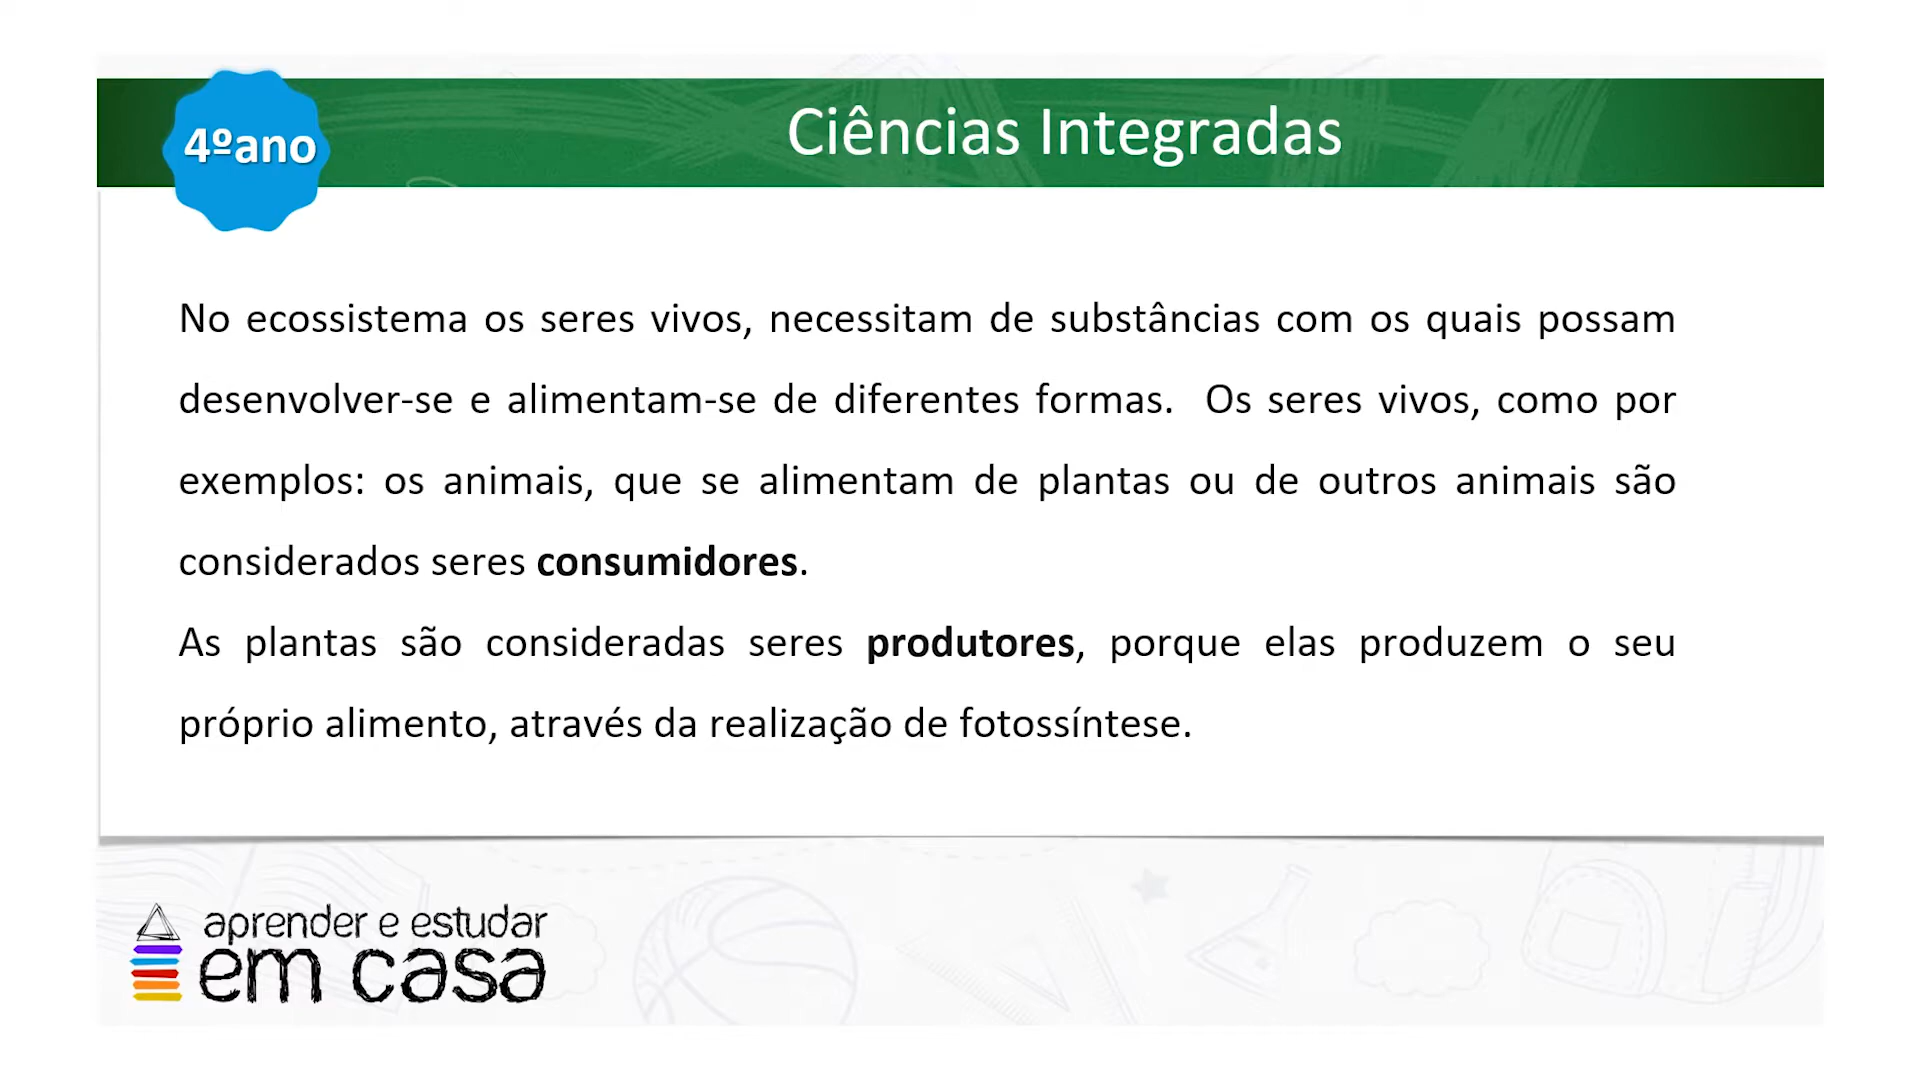 4ºano
Ciências Integradas
No ecossistema os seres vivos, necessitam de substâncias com os quais possam
desenvolver-se e alimentam-se de diferentes formas. Os seres vivos, como por
exemplos: os animais, que se alimentam de plantas ou de outros animais são
considerados seres consumidores.
As plantas são consideradas seres produtores, porque elas produzem o seu
próprio alimento, através da realização de fotossíntese.
aprender e estudar
em casa